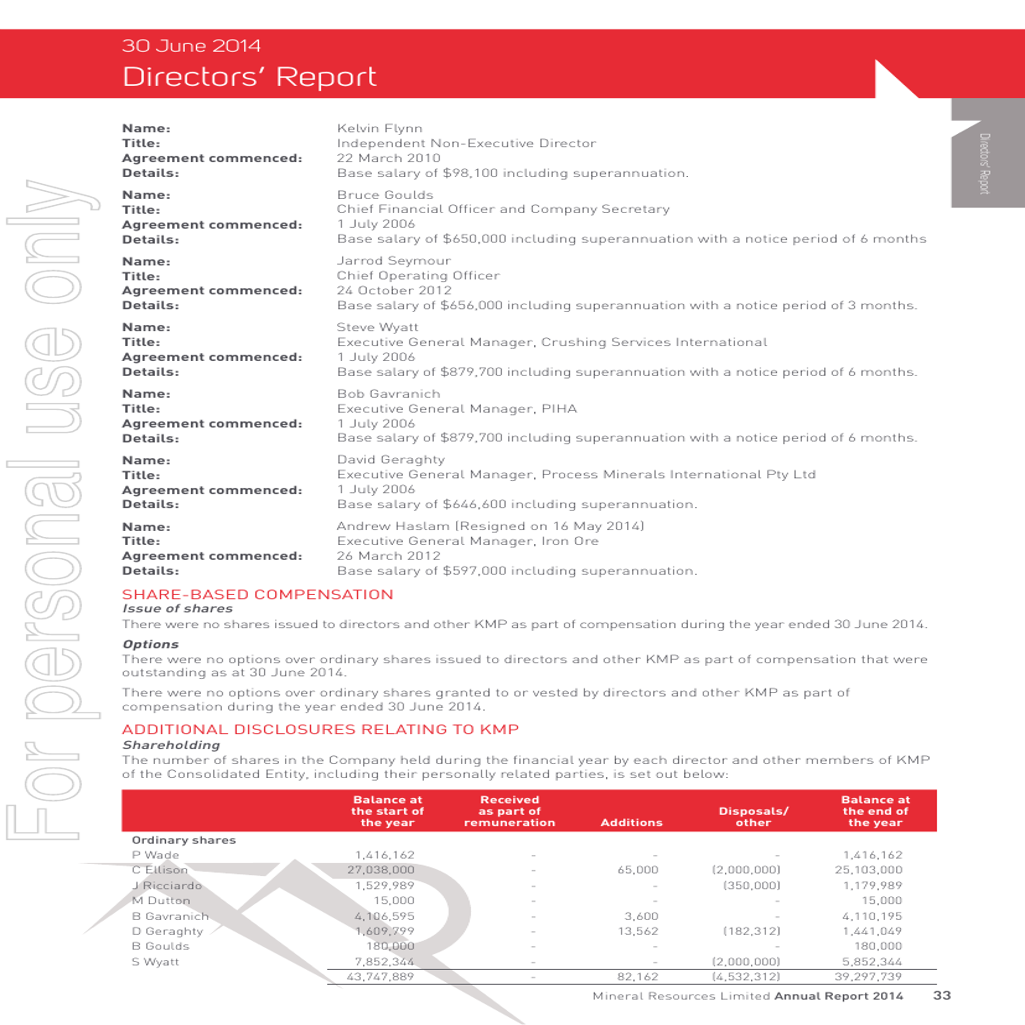 30 June 2014
Directors' Report
Directors' Report
For personal use only
Name: Kelvin Flynn
Title: Independent Non-Executive Director
Agreement commenced: 22 March 2010
Details: Base salary of $98,100 including superannuation.
Name: Bruce Goulds
Title: Chief Financial Officer and Company Secretary
Agreement commenced: 1 July 2006
Details: Base salary of $650,000 including superannuation with a notice period of 6 months
Name: Jarrod Seymour
Title: Chief Operating Officer
Agreement commenced: 24 October 2012
Details: Base salary of $656,000 including superannuation with a notice period of 3 months.
Name: Steve Wyatt
Title: Executive General Manager, Crushing Services International
Agreement commenced: 1 July 2006
Details: Base salary of $879,700 including superannuation with a notice period of 6 months.
Name: Bob Gavranich
Title: Executive General Manager, PIHA
Agreement commenced: 1 July 2006
Details: Base salary of $879,700 including superannuation with a notice period of 6 months.
Name: David Geraghty
Title: Executive General Manager, Process Minerals International Pty Ltd
Agreement commenced: 1 July 2006
Details: Base salary of $646,600 including superannuation.
Name: Andrew Haslam (Resigned on 16 May 2014)
Title: Executive General Manager, Iron Ore
Agreement commenced: 26 March 2012
Details: Base salary of $597,000 including superannuation.
SHARE-BASED COMPENSATION
Issue of shares
There were no shares issued to directors and other KMP as part of compensation during the year ended 30 June 2014.
Options
There were no options over ordinary shares issued to directors and other KMP as part of compensation that were
outstanding as at 30 June 2014.
There were no options over ordinary shares granted to or vested by directors and other KMP as part of
compensation during the year ended 30 June 2014.
ADDITIONAL DISCLOSURES RELATING TO KMP
Shareholding
The number of shares in the Company held during the financial year by each director and other members of KMP
of the Consolidated Entity, including their personally related parties, is set out below:
Balance at Received Balance at
the start of as part of Disposals/ the end of
the year remuneration Additions other the year
Ordinary shares
P Wade 1,416,162 - - - 1,416,162
C Ellison 27,038,000 - 65,000 (2,000,000) 25,103,000
J Ricciardo 1,529,989 - - (350,000) 1,179,989
M Dutton 15,000 - - - 15,000
B Gavranich 4,106,595 - 3,600 - 4,110,195
D Geraghty 1,609,799 - 13,562 (182,312) 1,441,049
B Goulds 180,000 - - - 180,000
S Wyatt 7,852,344 - - (2,000,000) 5,852,344
43,747,889 - 82,162 (4,532,312) 39,297,739
Mineral Resources Limited Annual Report 2014 33